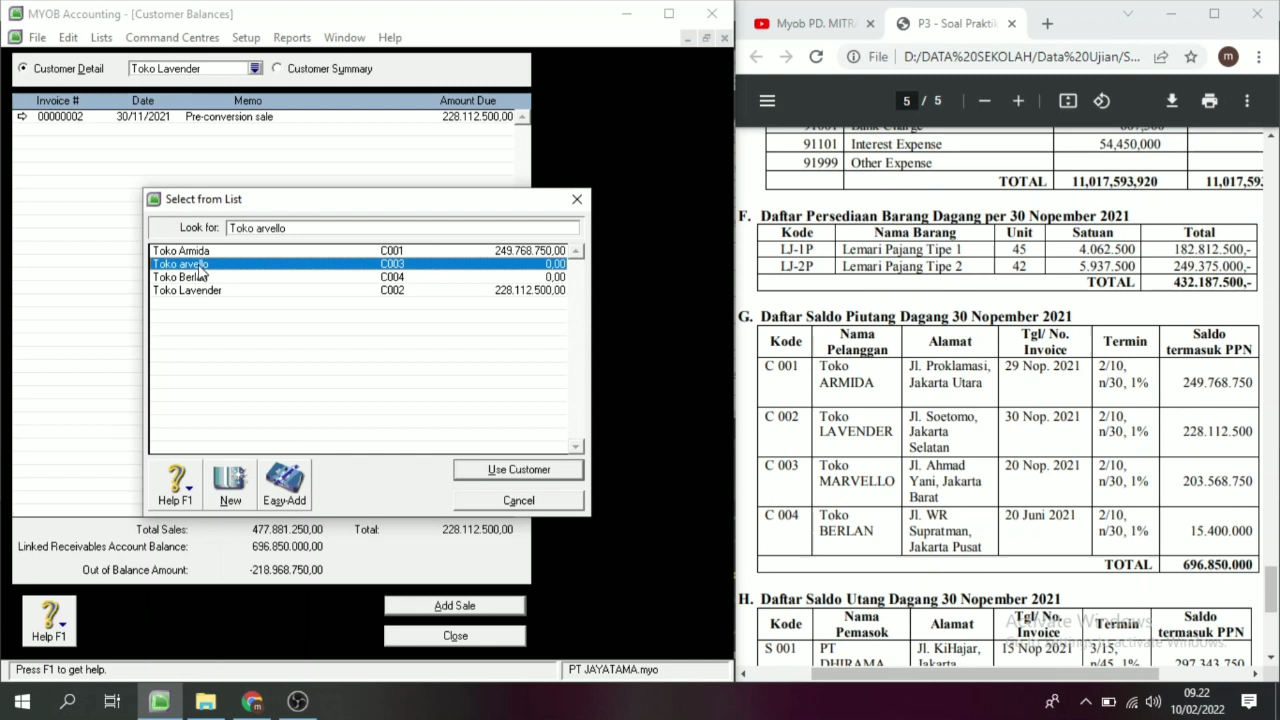 MYOB Accounting - [Customer Balances]
File Edit Lists Command Centres Setup Reports Window Help
Customer Detail Toko Lavender Customer Summary
Invoice # Date Memo Amount Due
00000002 30/11/2021 Pre-conversion sale 228.112.500,00
Select from List
Look for: Toko arvello
Toko Armida C001 249.768.750,00
Toko arvello C003 0,00
Toko Berlan C004 0,00
Toko Lavender C002 228.112.500,00
Help F1 New Easy-Add
Use Customer
Cancel
Total Sales: 477.881.250,00 Total: 228.112.500,00
Linked Receivables Account Balance: 696.850.000,00
Out of Balance Amount: -218.968.750,00
Add Sale
Close
Help F1
Press F1 to get help. PT JAYATAMA.myo
Myob PD. MITRA
P3 - Soal Praktik
File D:/DATA%20SEKOLAH/Data%20Ujian/S...
m
5 / 5
91001 Bank Charge
91101 Interest Expense 54,450,000
91999 Other Expense
TOTAL 11,017,593,920 11,017,593
F. Daftar Persediaan Barang Dagang per 30 Nopember 2021
Kode Nama Barang Unit Satuan Total
LJ-1P Lemari Pajang Tipe 1 45 4.062.500 182.812.500,-
LJ-2P Lemari Pajang Tipe 2 42 5.937.500 249.375.000,-
TOTAL 432.187.500,-
G. Daftar Saldo Piutang Dagang 30 Nopember 2021
Kode Nama Pelanggan Alamat Tgl/ No. Invoice Termin Saldo termasuk PPN
C 001 Toko ARMIDA Jl. Proklamasi, Jakarta Utara 29 Nop. 2021 2/10, n/30, 1% 249.768.750
C 002 Toko LAVENDER Jl. Soetomo, Jakarta Selatan 30 Nop. 2021 2/10, n/30, 1% 228.112.500
C 003 Toko MARVELLO Jl. Ahmad Yani, Jakarta Barat 20 Nop. 2021 2/10, n/30, 1% 203.568.750
C 004 Toko BERLAN Jl. WR Supratman, Jakarta Pusat 20 Juni 2021 2/10, n/30, 1% 15.400.000
TOTAL 696.850.000
H. Daftar Saldo Utang Dagang 30 Nopember 2021
Kode Nama Pemasok Alamat Tgl/ No. Invoice Termin Saldo termasuk PPN
S 001 PT DHIRAMA Jl. KiHajar, Jakarta 15 Nop 2021 3/15, n/45, 1% 297.343.750
Activate Windows
09.22
10/02/2022